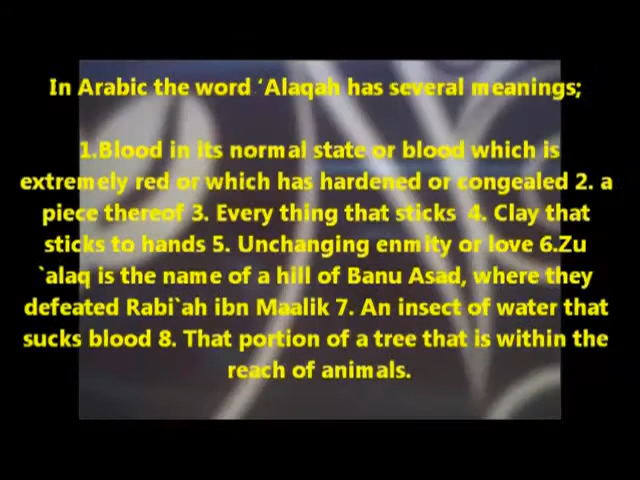 In Arabic the word ‘Alaqah has several meanings;
1.Blood in its normal state or blood which is
extremely red or which has hardened or congealed 2. a
piece thereof 3. Every thing that sticks 4. Clay that
sticks to hands 5. Unchanging enmity or love 6.Zu
`alaq is the name of a hill of Banu Asad, where they
defeated Rabi`ah ibn Maalik 7. An insect of water that
sucks blood 8. That portion of a tree that is within the
reach of animals.